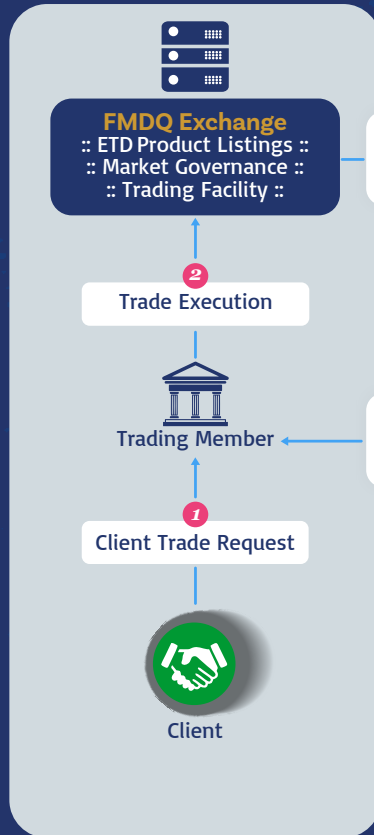 FMDQ Exchange
:: ETD Product Listings ::
:: Market Governance ::
:: Trading Facility ::
2
Trade Execution
Trading Member
1
Client Trade Request
Client